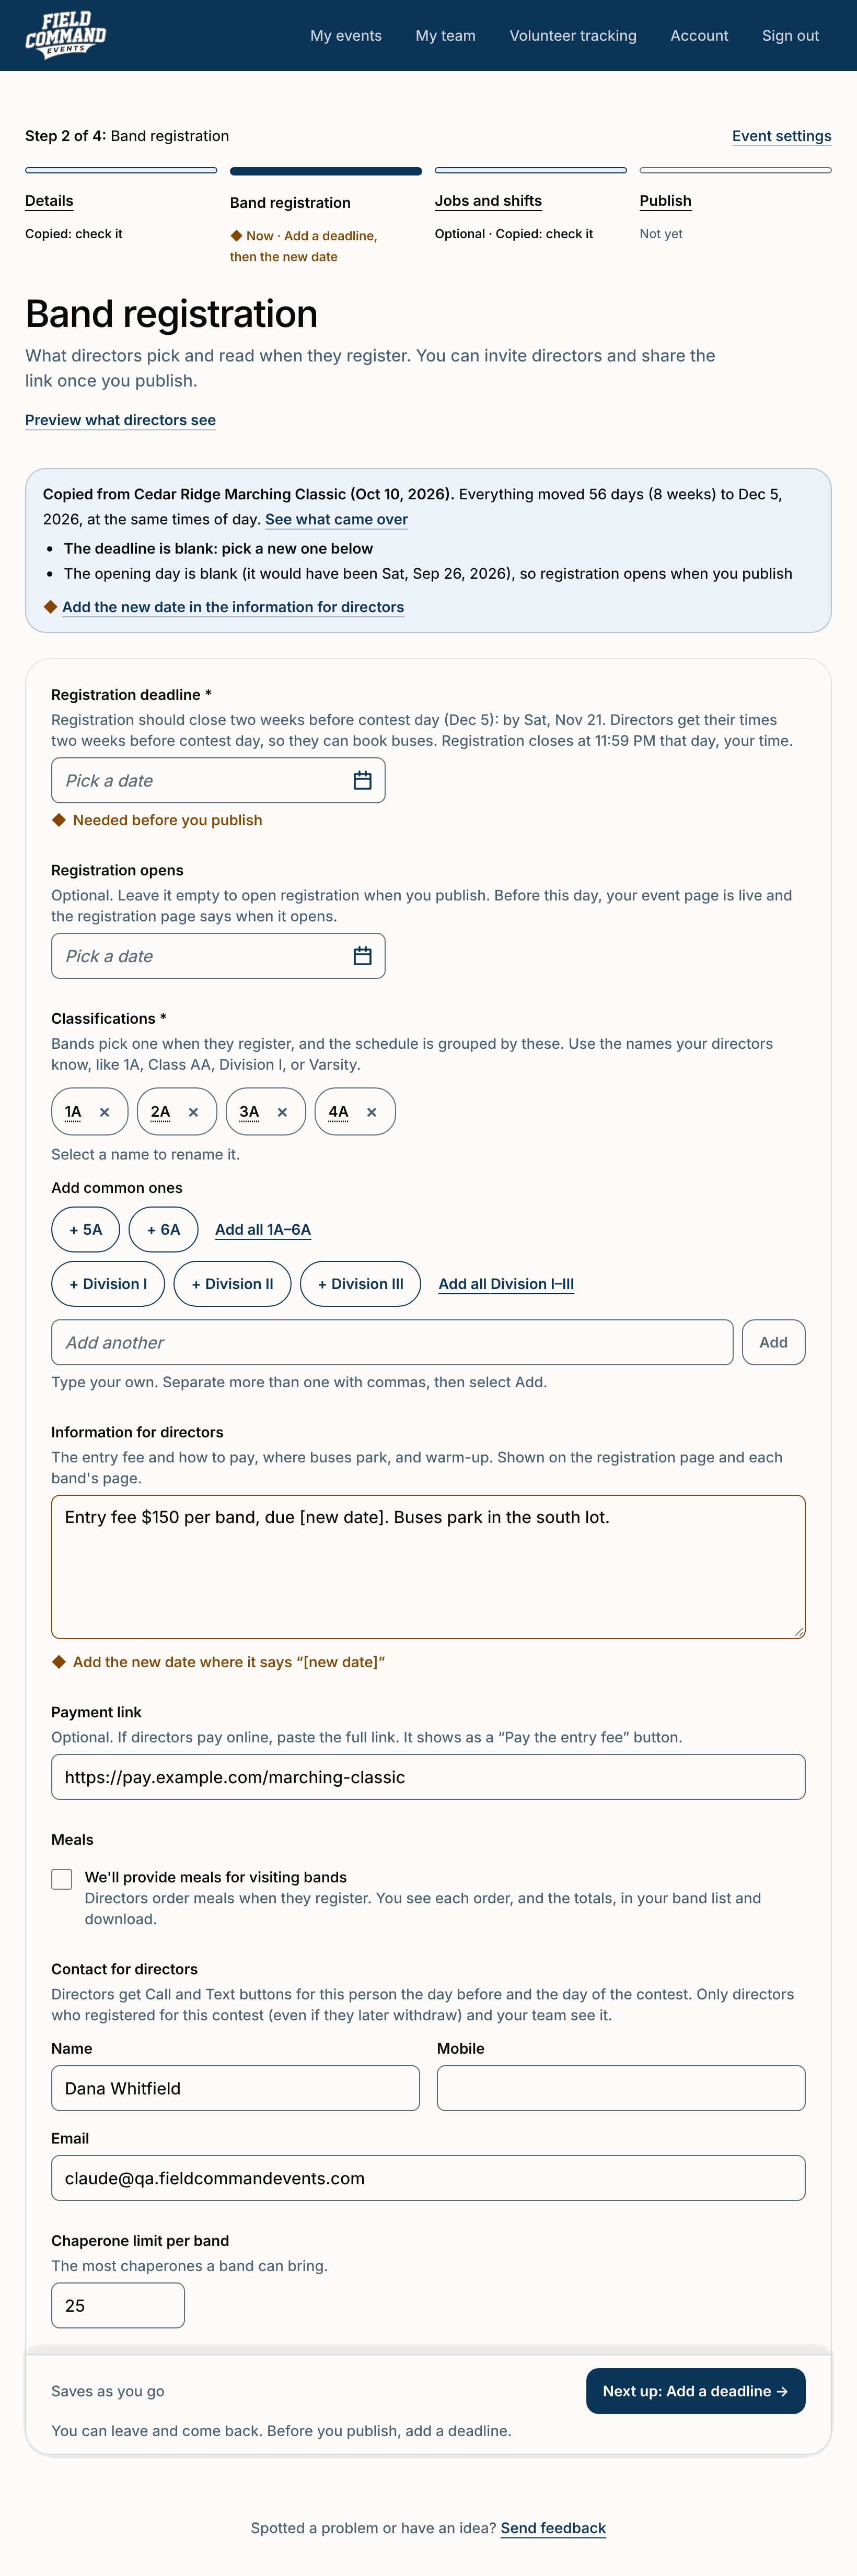 FIELD
COMMAND
EVENTS
My events
My team
Volunteer tracking
Account
Sign out
Step 2 of 4: Band registration
Event settings
Details
Band registration
Jobs and shifts
Publish
Copied: check it
◆ Now · Add a deadline,
then the new date
Optional · Copied: check it
Not yet
Band registration
What directors pick and read when they register. You can invite directors and share the
link once you publish.
Preview what directors see
Copied from Cedar Ridge Marching Classic (Oct 10, 2026). Everything moved 56 days (8 weeks) to Dec 5,
2026, at the same times of day. See what came over
• The deadline is blank: pick a new one below
• The opening day is blank (it would have been Sat, Sep 26, 2026), so registration opens when you publish
◆ Add the new date in the information for directors
Registration deadline *
Registration should close two weeks before contest day (Dec 5): by Sat, Nov 21. Directors get their times
two weeks before contest day, so they can book buses. Registration closes at 11:59 PM that day, your time.
Pick a date
◆ Needed before you publish
Registration opens
Optional. Leave it empty to open registration when you publish. Before this day, your event page is live and
the registration page says when it opens.
Pick a date
Classifications *
Bands pick one when they register, and the schedule is grouped by these. Use the names your directors
know, like 1A, Class AA, Division I, or Varsity.
1A × 2A × 3A × 4A ×
Select a name to rename it.
Add common ones
+ 5A + 6A Add all 1A–6A
+ Division I + Division II + Division III Add all Division I–III
Add another
Add
Type your own. Separate more than one with commas, then select Add.
Information for directors
The entry fee and how to pay, where buses park, and warm-up. Shown on the registration page and each
band's page.
Entry fee $150 per band, due [new date]. Buses park in the south lot.
◆ Add the new date where it says “[new date]”
Payment link
Optional. If directors pay online, paste the full link. It shows as a “Pay the entry fee” button.
https://pay.example.com/marching-classic
Meals
We'll provide meals for visiting bands
Directors order meals when they register. You see each order, and the totals, in your band list and
download.
Contact for directors
Directors get Call and Text buttons for this person the day before and the day of the contest. Only directors
who registered for this contest (even if they later withdraw) and your team see it.
Name
Mobile
Dana Whitfield
Email
claude@qa.fieldcommandevents.com
Chaperone limit per band
The most chaperones a band can bring.
25
Saves as you go
Next up: Add a deadline →
You can leave and come back. Before you publish, add a deadline.
Spotted a problem or have an idea? Send feedback